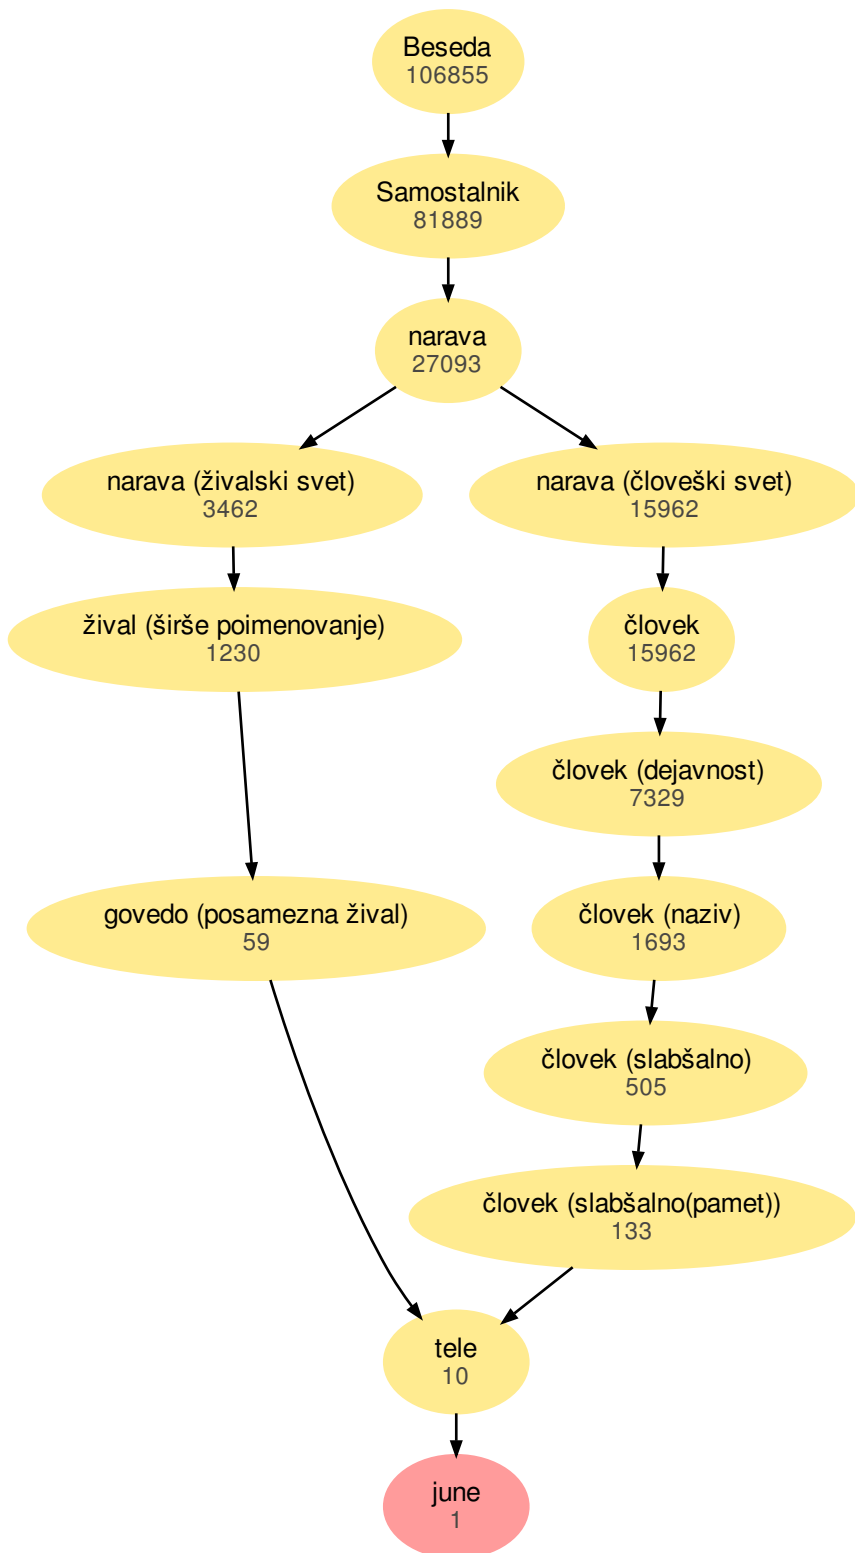 Beseda
106855
Samostalnik
81889
narava
27093
narava (živalski svet)
3462
narava (človeški svet)
15962
žival (širše poimenovanje)
1230
človek
15962
človek (dejavnost)
7329
govedo (posamezna žival)
59
človek (naziv)
1693
človek (slabšalno)
505
človek (slabšalno(pamet))
133
tele
10
june
1